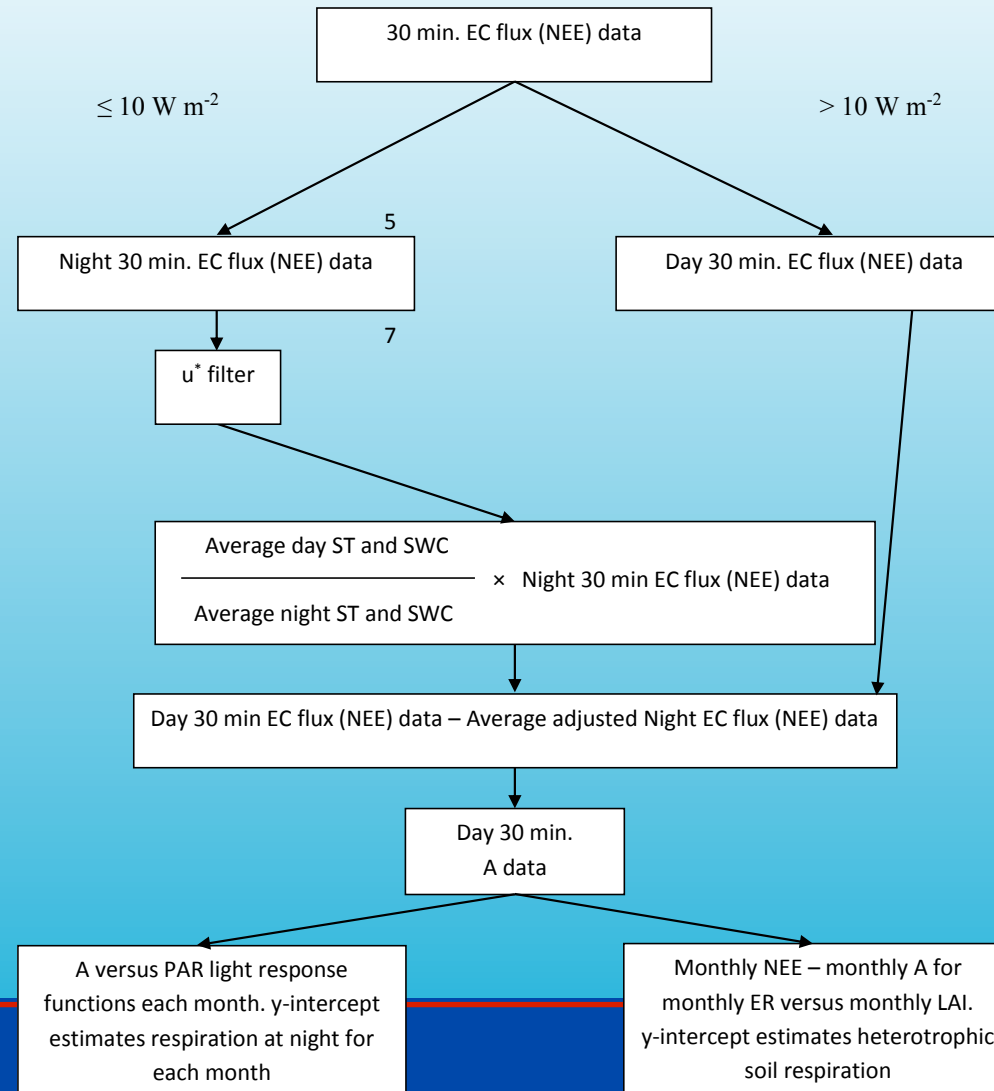 30 min. EC flux (NEE) data
≤ 10 W m⁻²
> 10 W m⁻²
5
Night 30 min. EC flux (NEE) data
Day 30 min. EC flux (NEE) data
7
u* filter
Average day ST and SWC
Average night ST and SWC
× Night 30 min EC flux (NEE) data
Day 30 min EC flux (NEE) data – Average adjusted Night EC flux (NEE) data
Day 30 min.
A data
A versus PAR light response
functions each month. y-intercept
estimates respiration at night for
each month
Monthly NEE – monthly A for
monthly ER versus monthly LAI.
y-intercept estimates heterotrophic
soil respiration